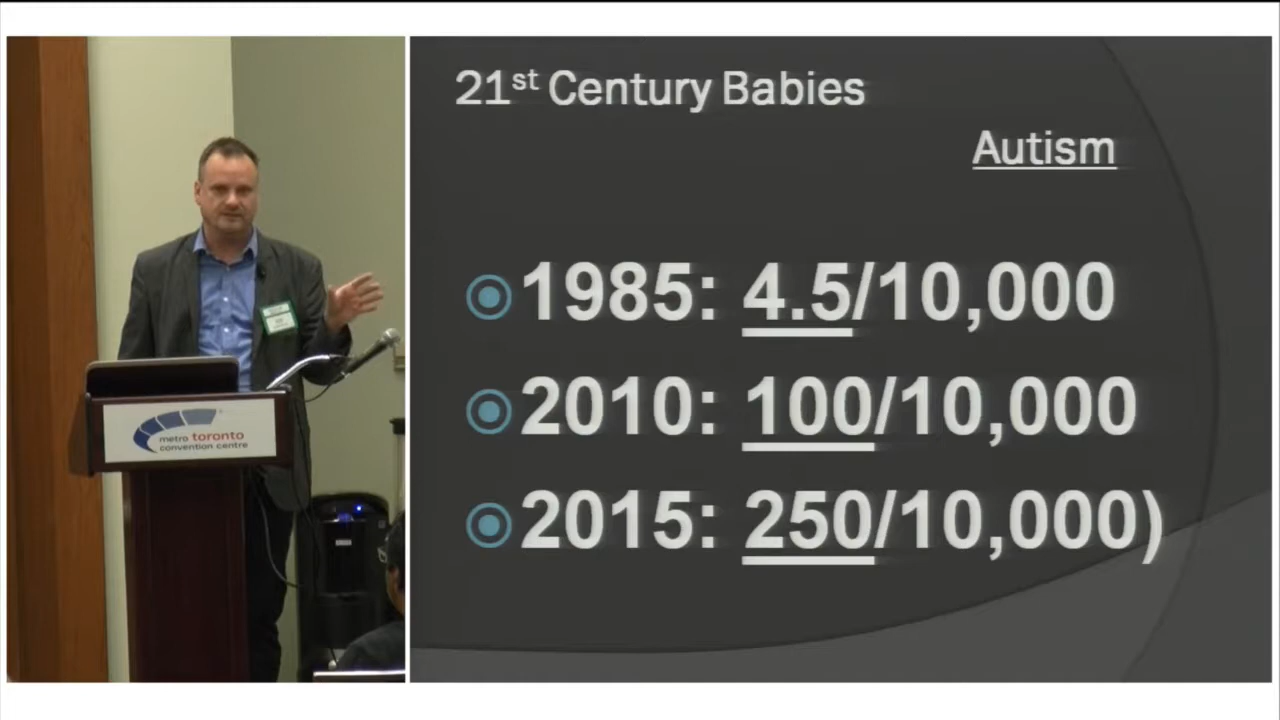 21st Century Babies
Autism
1985: 4.5/10,000
2010: 100/10,000
2015: 250/10,000)
metro toronto
convention centre